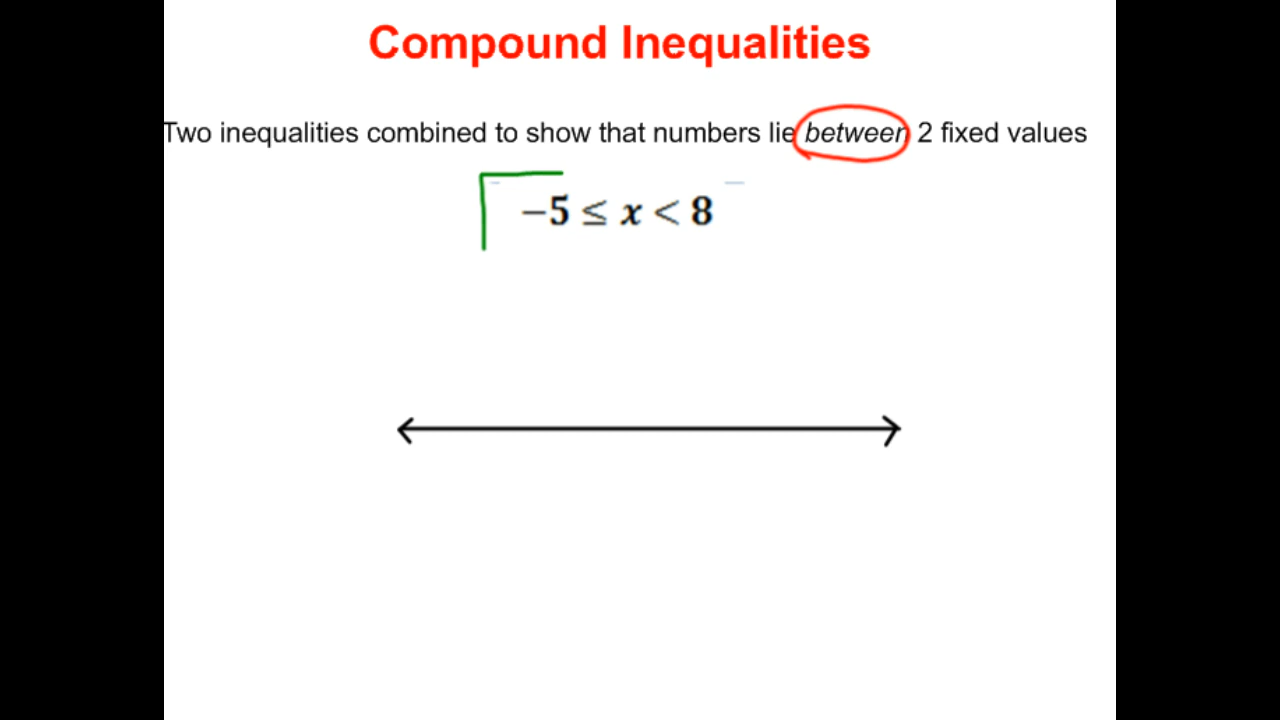 Compound Inequalities
Two inequalities combined to show that numbers lie between 2 fixed values
−5 ≤ x < 8